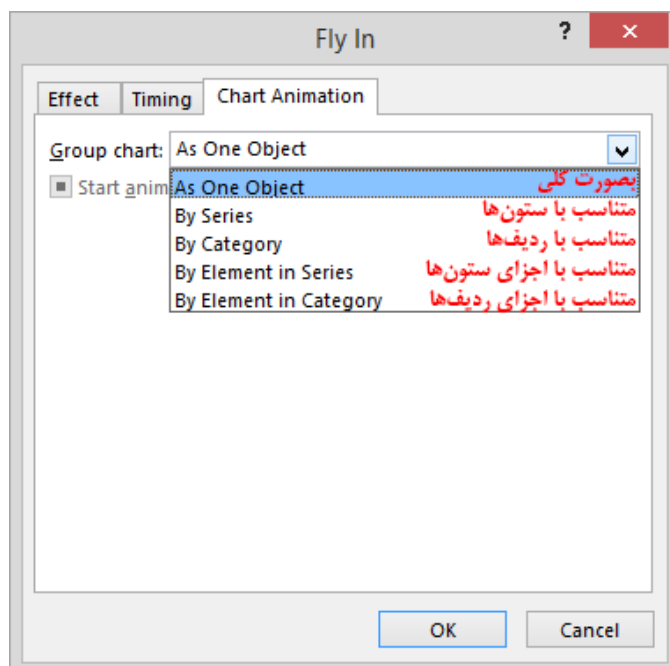 Fly In ? ×
Effect Timing Chart Animation
Group chart: As One Object
Start anim As One Object بصورت کلی
By Series متناسب با ستون‌ها
By Category متناسب با ردیف‌ها
By Element in Series متناسب با اجزای ستون‌ها
By Element in Category متناسب با اجزای ردیف‌ها
OK Cancel